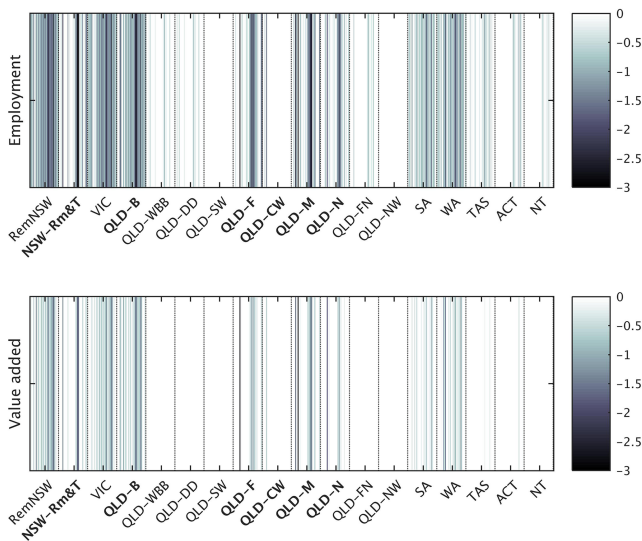 0
−0.5
−1
−1.5
−2
−2.5
−3
Employment
RemNSW
NSW−Rm&T
VIC
QLD−B
QLD−WBB
QLD−DD
QLD−SW
QLD−F
QLD−CW
QLD−M
QLD−N
QLD−FN
QLD−NW
SA
WA
TAS
ACT
NT
0
−0.5
−1
−1.5
−2
−2.5
−3
Value added
RemNSW
NSW−Rm&T
VIC
QLD−B
QLD−WBB
QLD−DD
QLD−SW
QLD−F
QLD−CW
QLD−M
QLD−N
QLD−FN
QLD−NW
SA
WA
TAS
ACT
NT